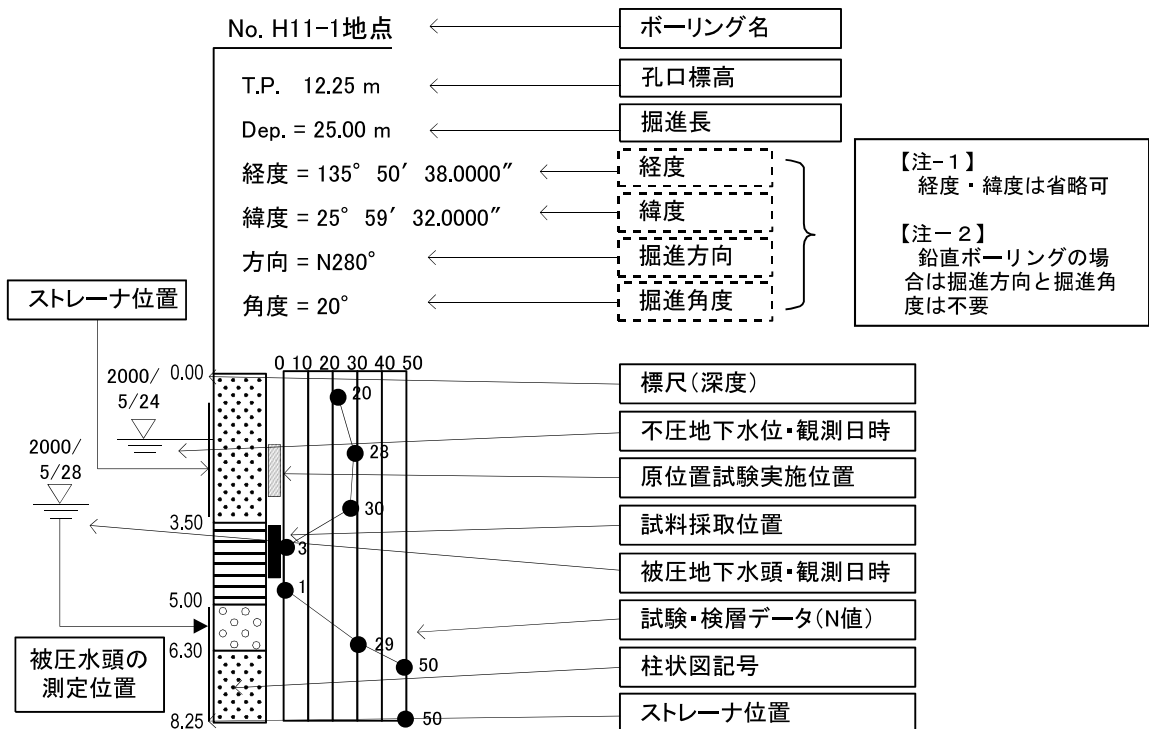 No. H11-1地点
ボーリング名
T.P. 12.25 m
孔口標高
Dep. = 25.00 m
掘進長
経度 = 135° 50′ 38.0000″
経度
緯度 = 25° 59′ 32.0000″
緯度
方向 = N280°
掘進方向
角度 = 20°
掘進角度
【注-1】
経度・緯度は省略可
【注－２】
鉛直ボーリングの場
合は掘進方向と掘進角
度は不要
ストレーナ位置
0 10 20 30 40 50
0.00
2000/
5/24
2000/
5/28
3.50
5.00
6.30
8.25
20
28
30
3
1
29
50
50
被圧水頭の
測定位置
標尺(深度)
不圧地下水位・観測日時
原位置試験実施位置
試料採取位置
被圧地下水頭・観測日時
試験・検層データ(N値)
柱状図記号
ストレーナ位置